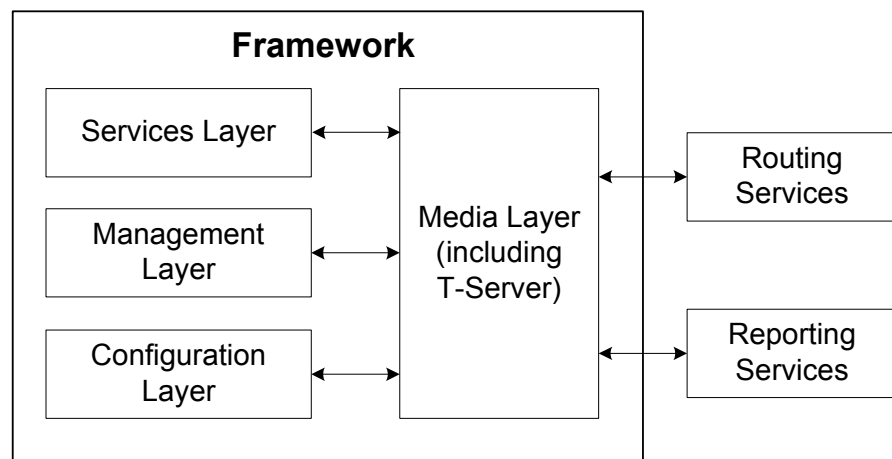 Framework
Services Layer
Management
Layer
Configuration
Layer
Media Layer
(including
T-Server)
Routing
Services
Reporting
Services